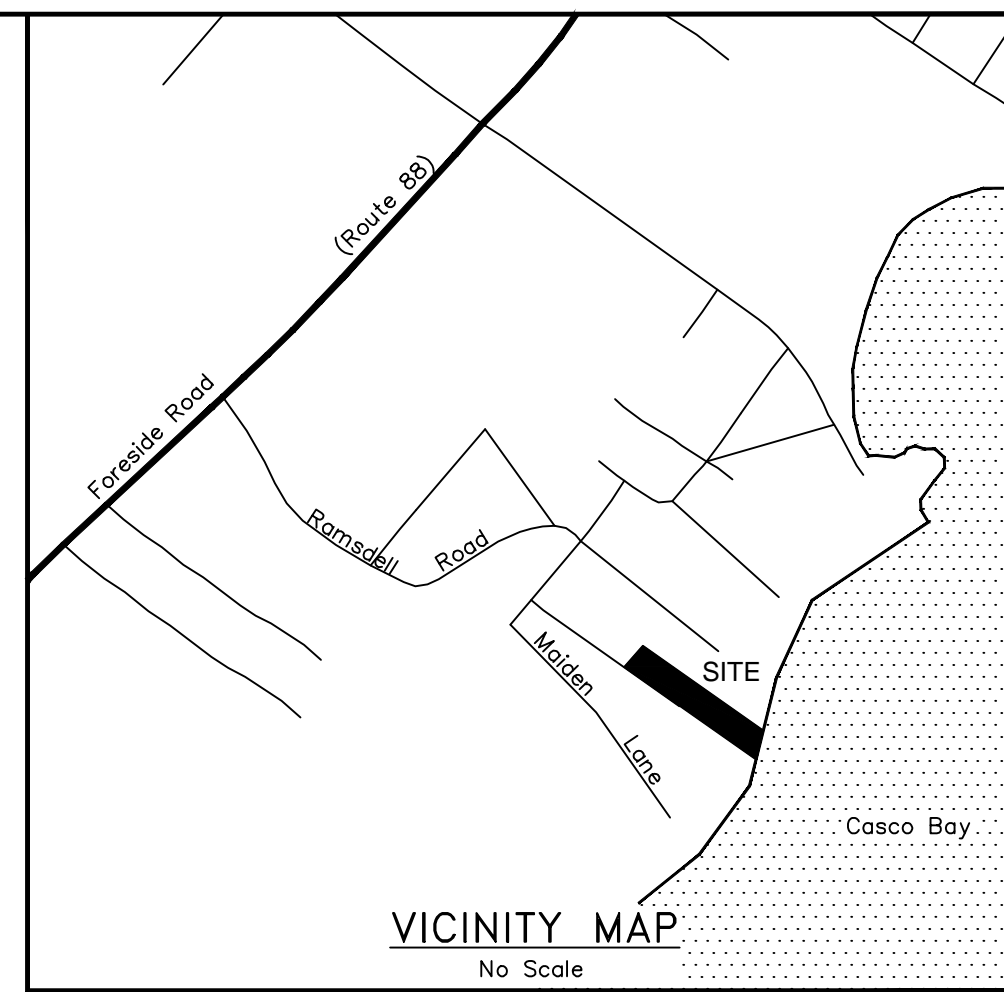 (Route 88)
Foreside Road
Ramsdell Road
Maiden Lane
SITE
Casco Bay
VICINITY MAP
No Scale